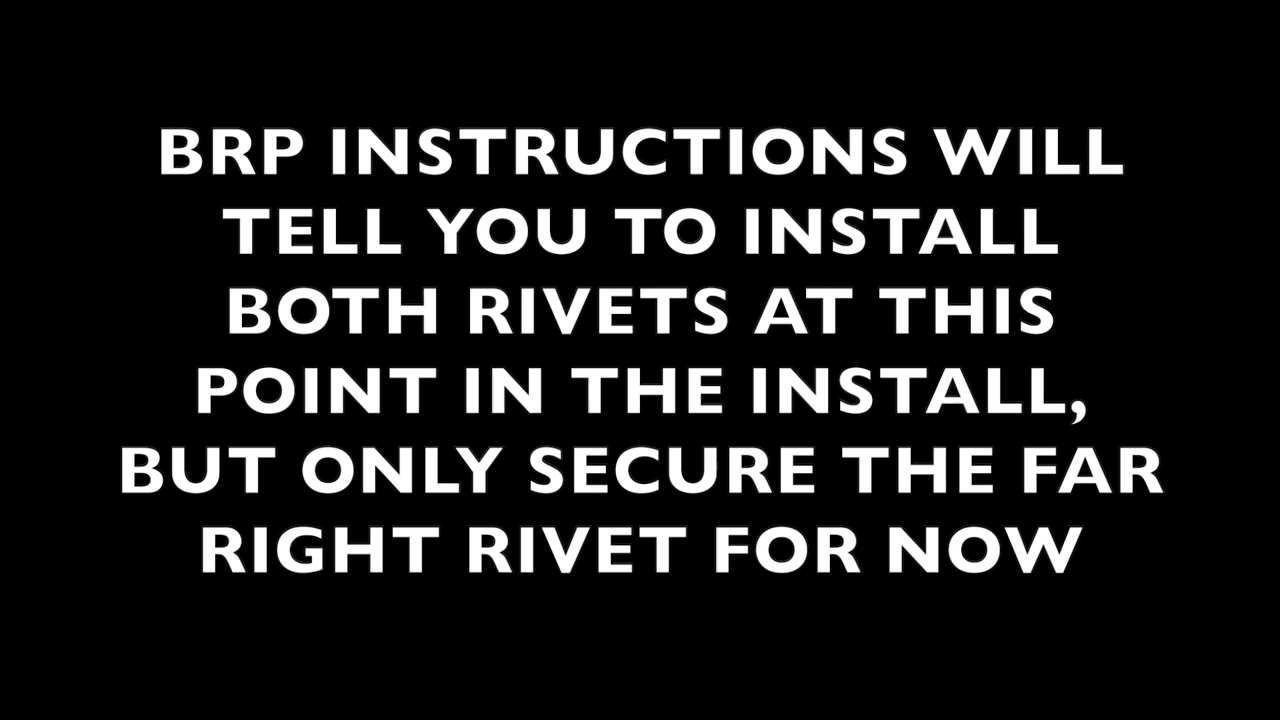 BRP INSTRUCTIONS WILL
TELL YOU TO INSTALL
BOTH RIVETS AT THIS
POINT IN THE INSTALL,
BUT ONLY SECURE THE FAR
RIGHT RIVET FOR NOW